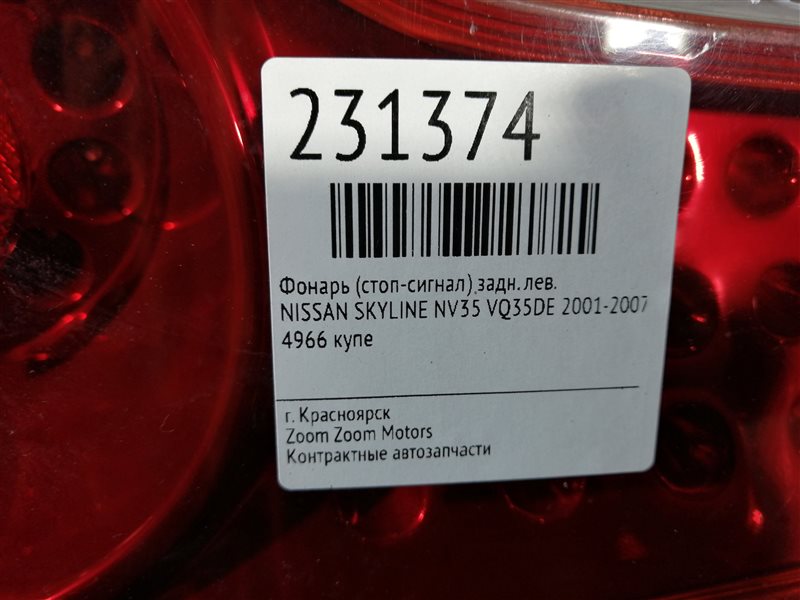 231374
Фонарь (стоп-сигнал) задн. лев.
NISSAN SKYLINE NV35 VQ35DE 2001-2007
4966 купе
г. Красноярск
Zoom Zoom Motors
Контрактные автозапчасти